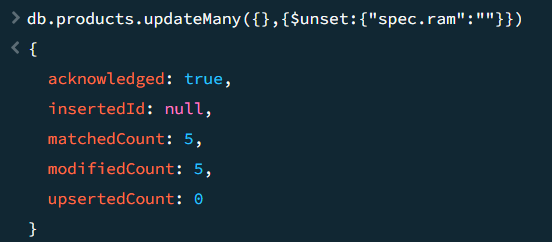 > db.products.updateMany({},{$unset:{"spec.ram":""}})
< {
acknowledged: true,
insertedId: null,
matchedCount: 5,
modifiedCount: 5,
upsertedCount: 0
}